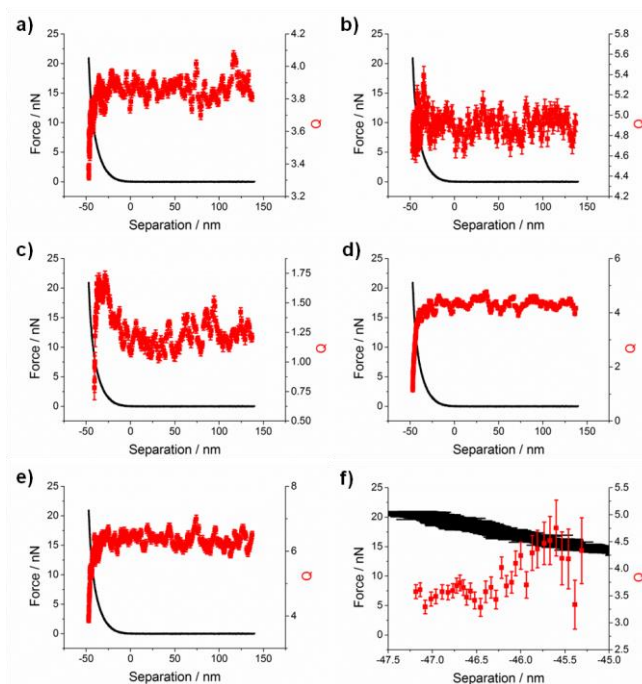 a)
25
20
15
10
5
0
Force / nN
4.2
4.0
3.8
3.6
3.4
3.2
Q
-50 0 50 100 150
Separation / nm
b)
25
20
15
10
5
0
Force / nN
5.8
5.6
5.4
5.2
5.0
4.8
4.6
4.4
4.2
Q
-50 0 50 100 150
Separation / nm
c)
25
20
15
10
5
0
Force / nN
1.75
1.50
1.25
1.00
0.75
0.50
Q
-50 0 50 100 150
Separation / nm
d)
25
20
15
10
5
0
Force / nN
6
4
2
0
Q
-50 0 50 100 150
Separation / nm
e)
25
20
15
10
5
0
Force / nN
8
6
4
Q
-50 0 50 100 150
Separation / nm
f)
25
20
15
10
5
0
Force / nN
5.5
5.0
4.5
4.0
3.5
3.0
2.5
Q
-47.5 -47.0 -46.5 -46.0 -45.5 -45.0
Separation / nm